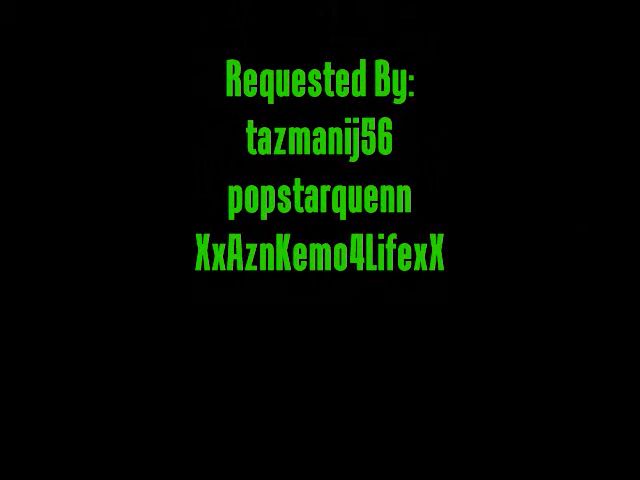 Requested By:
tazmanij56
popstarquenn
XxAznKemo4LifexX